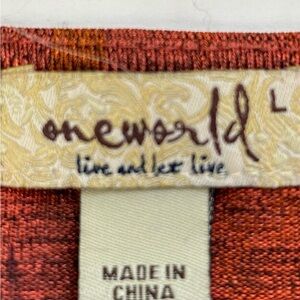 oneworld L
live and let live.
MADE IN
CHINA